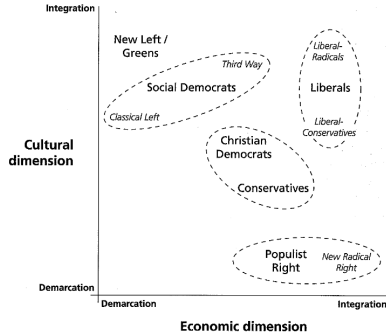 Integration
New Left /
Greens
Third Way
Social Democrats
Classical Left
Liberal-
Radicals
Liberals
Liberal-
Conservatives
Cultural
dimension
Christian
Democrats
Conservatives
Populist
Right
New Radical
Right
Demarcation
Demarcation
Integration
Economic dimension